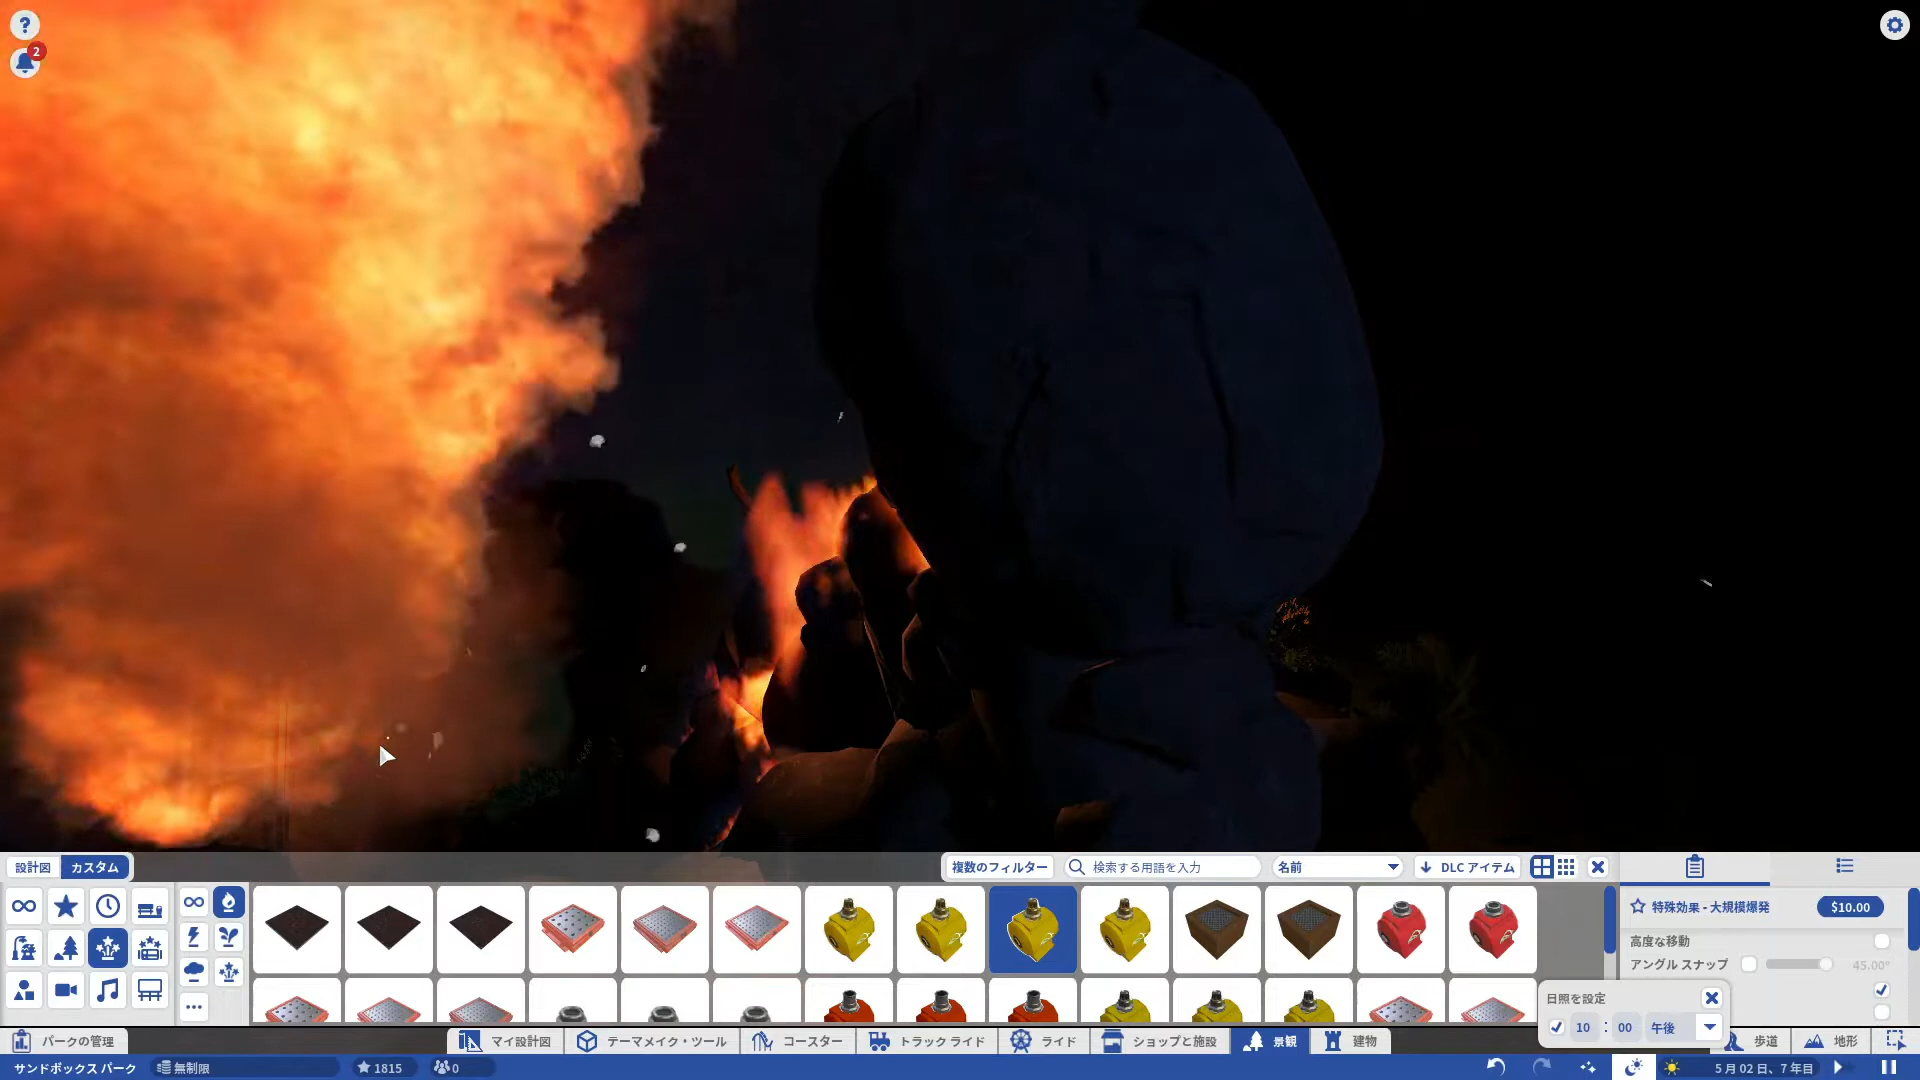 ?
2
設計図 カスタム
複数のフィルター 検索する用語を入力 名前 DLC アイテム
特殊効果 - 大規模爆発 $10.00
高度な移動
アングル スナップ 45.00°
日照を設定
10 : 00 午後
パークの管理 マイ設計図 テーマメイク・ツール コースター トラック ライド ライド ショップと施設 景観 建物 歩道 地形
サンドボックス パーク 無制限 1815 0 5 月 02 日、7 年目